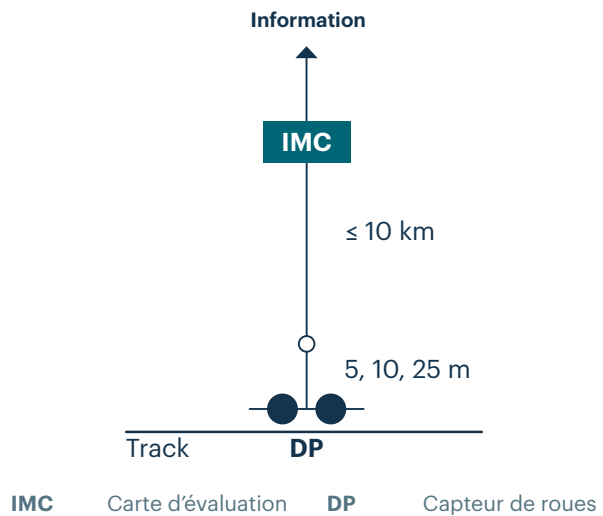 Information
IMC
≤ 10 km
5, 10, 25 m
Track DP
IMC Carte d'évaluation DP Capteur de roues